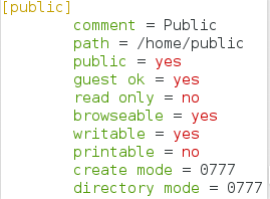 [public]
comment = Public
path = /home/public
public = yes
guest ok = yes
read only = no
browseable = yes
writable = yes
printable = no
create mode = 0777
directory mode = 0777